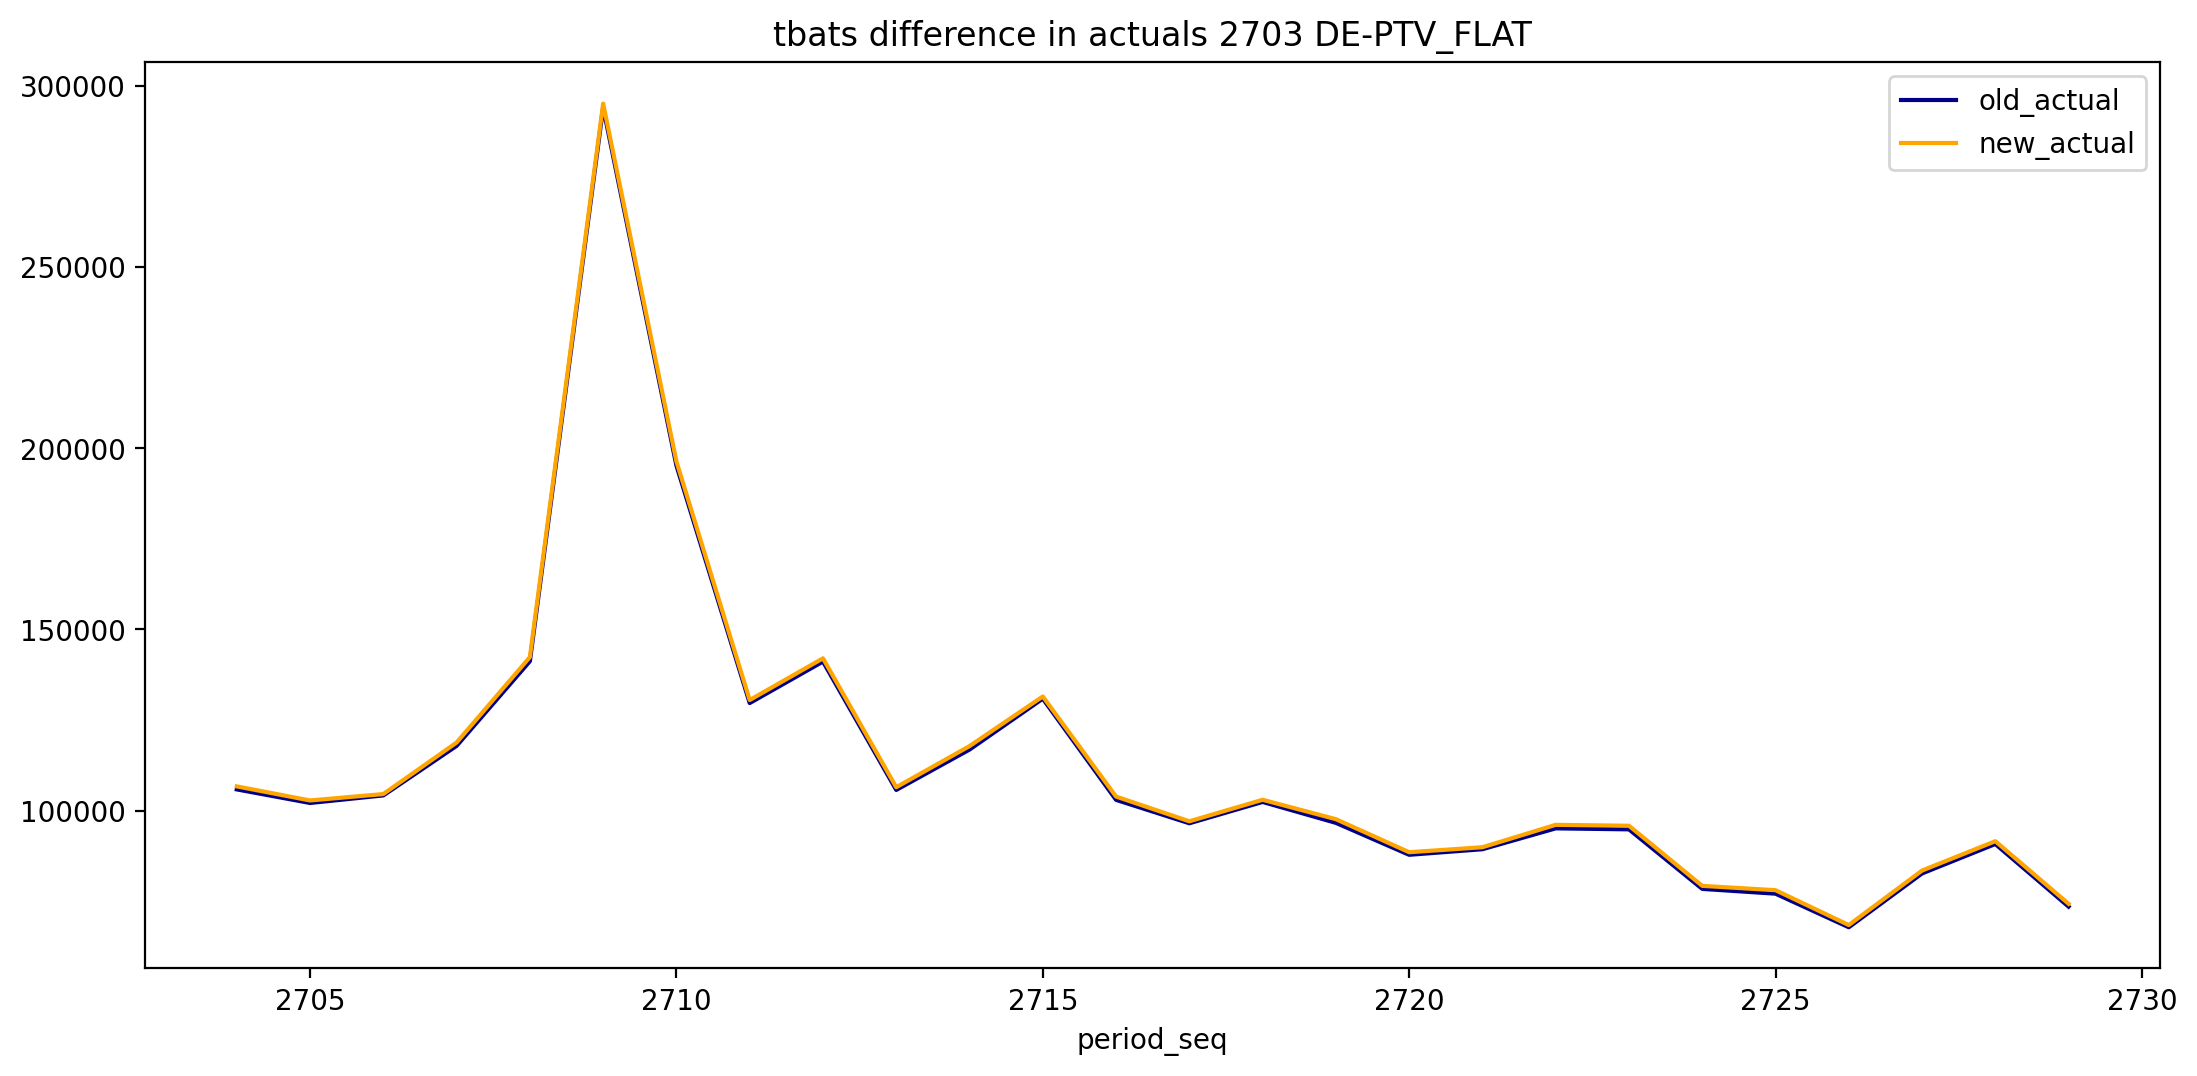 tbats difference in actuals 2703 DE-PTV_FLAT
old_actual
new_actual
300000
250000
200000
150000
100000
2705
2710
2715
2720
2725
2730
period_seq